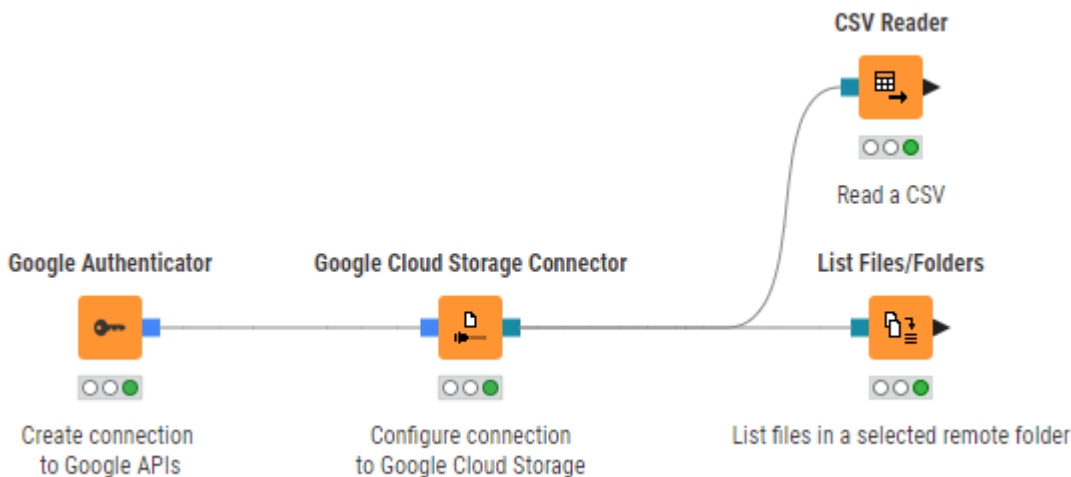 CSV Reader
Read a CSV
Google Authenticator
Create connection
to Google APIs
Google Cloud Storage Connector
Configure connection
to Google Cloud Storage
List Files/Folders
List files in a selected remote folder